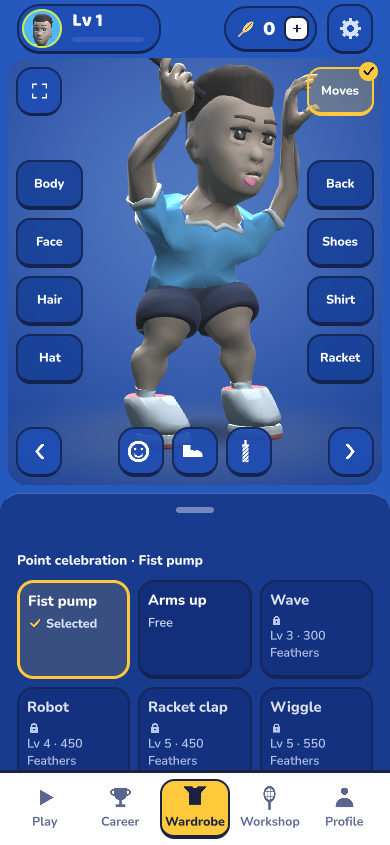 Lv 1
0
+
Moves
Body
Back
Face
Shoes
Hair
Shirt
Hat
Racket
Point celebration · Fist pump
Fist pump
Selected
Arms up
Free
Wave
Lv 3 · 300
Feathers
Robot
Lv 4 · 450
Feathers
Racket clap
Lv 5 · 450
Feathers
Wiggle
Lv 5 · 550
Feathers
Play
Career
Wardrobe
Workshop
Profile